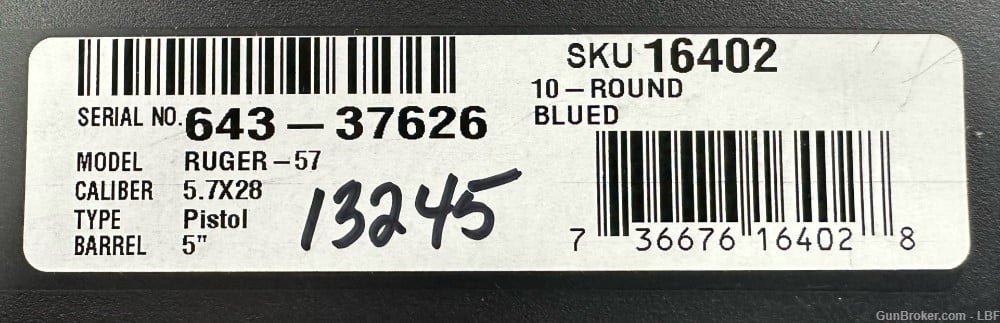 SERIAL NO. 643-37626
MODEL RUGER-57
CALIBER 5.7X28
TYPE Pistol
BARREL 5"
13245
SKU 16402
10-ROUND
BLUED
7 36676 16402 8
GunBroker.com - LBF